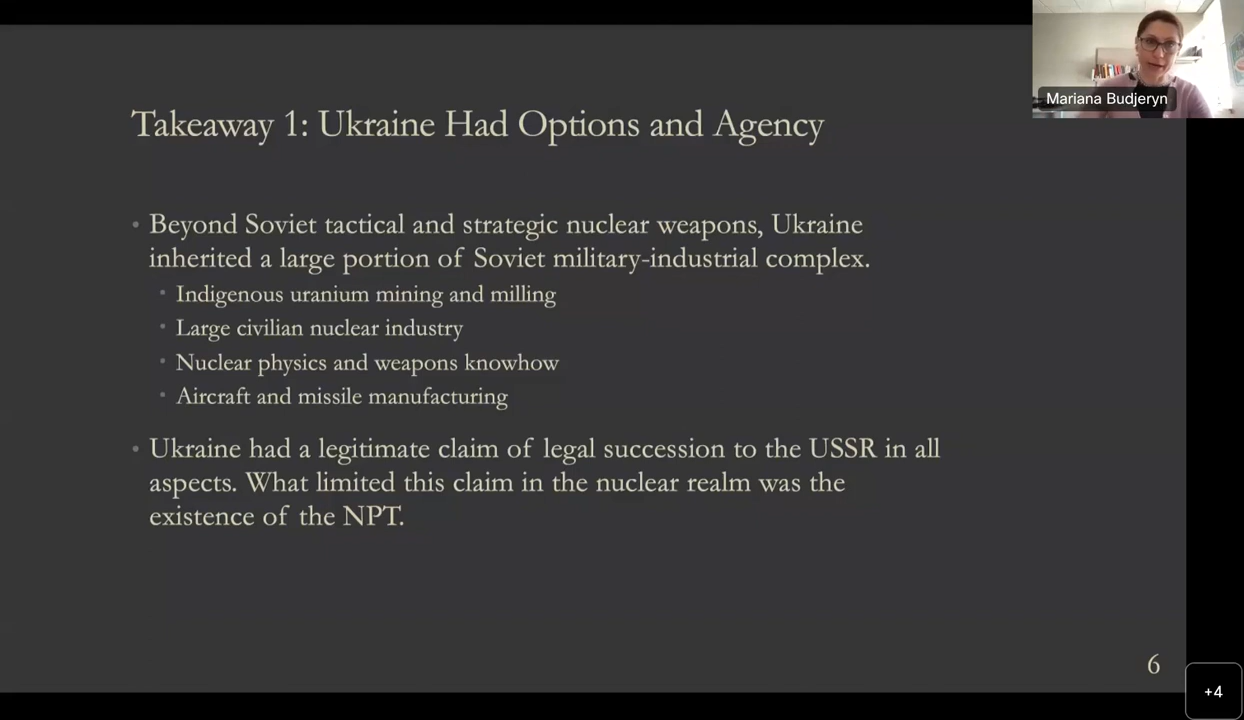 Mariana Budjeryn
Takeaway 1: Ukraine Had Options and Agency
• Beyond Soviet tactical and strategic nuclear weapons, Ukraine
inherited a large portion of Soviet military-industrial complex.
• Indigenous uranium mining and milling
• Large civilian nuclear industry
• Nuclear physics and weapons knowhow
• Aircraft and missile manufacturing
• Ukraine had a legitimate claim of legal succession to the USSR in all
aspects. What limited this claim in the nuclear realm was the
existence of the NPT.
6
+4